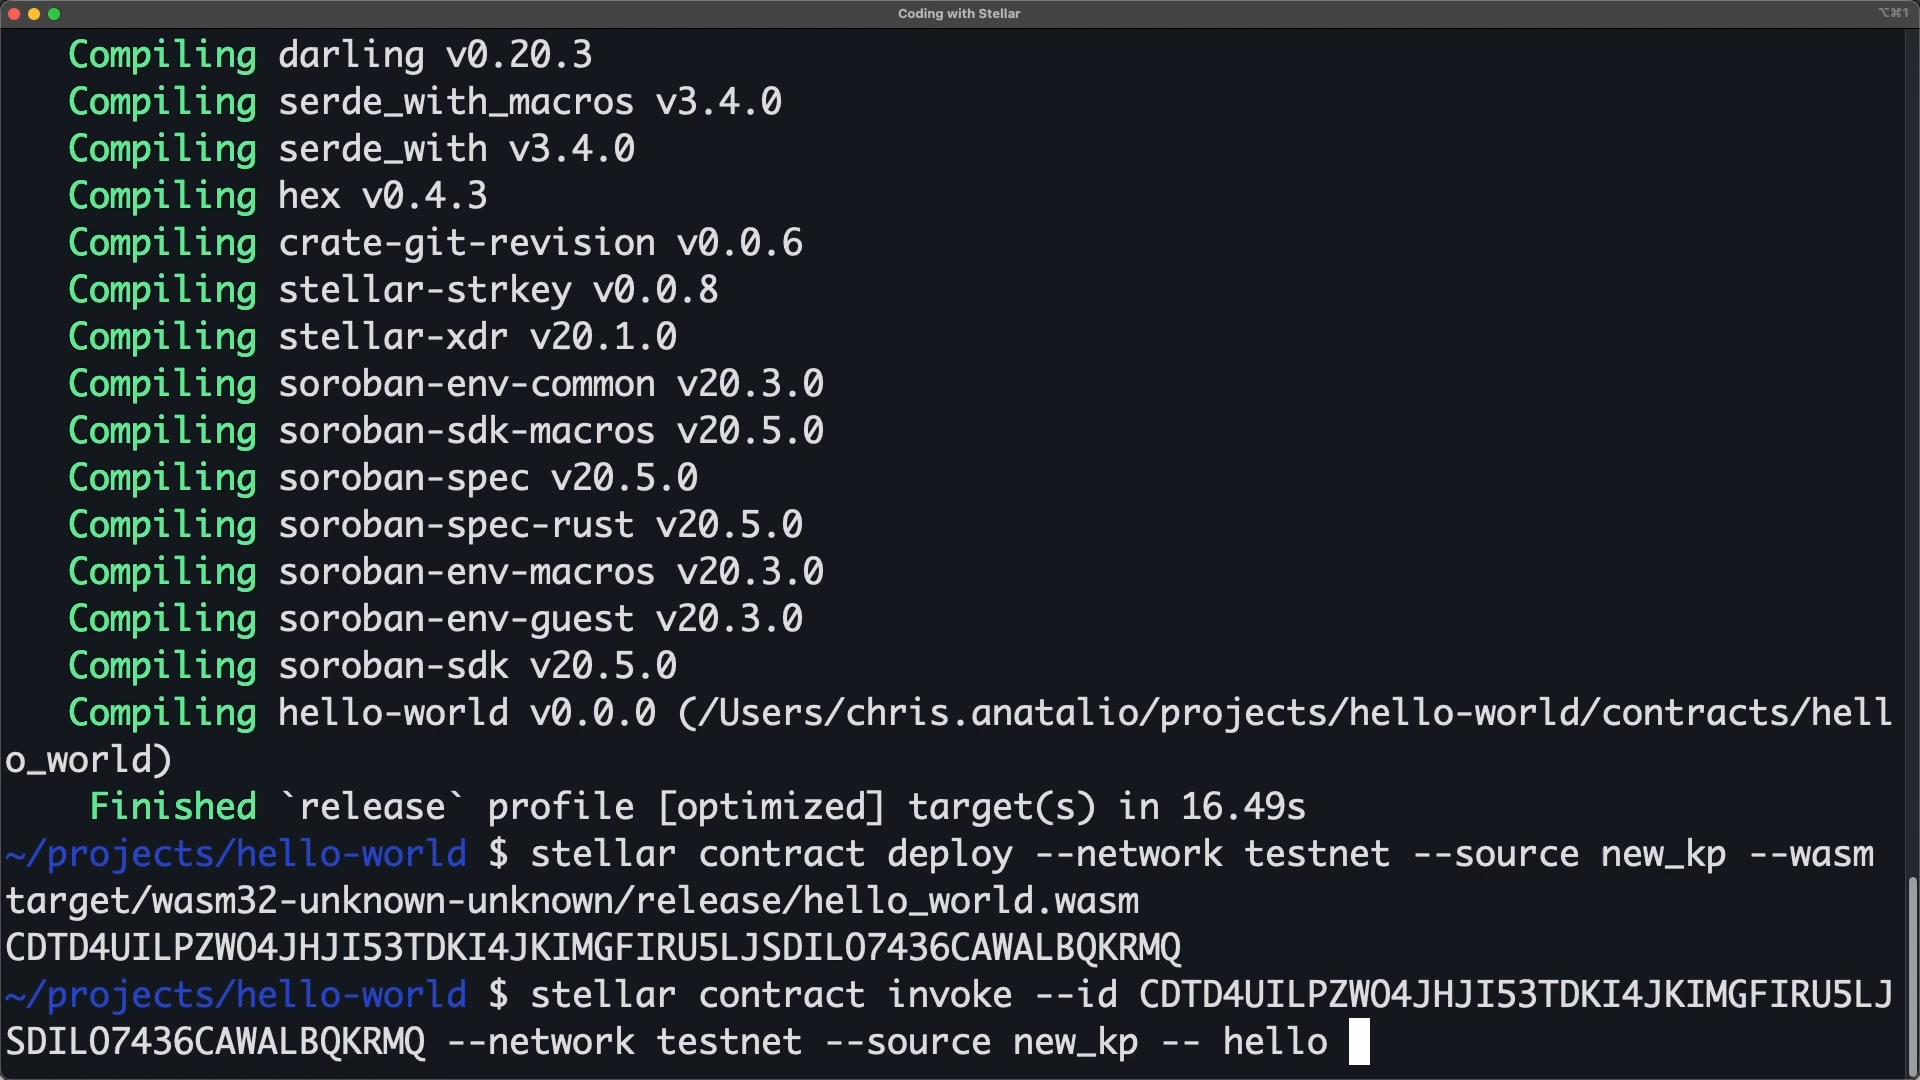 Coding with Stellar
⌥⌘1
Compiling darling v0.20.3
Compiling serde_with_macros v3.4.0
Compiling serde_with v3.4.0
Compiling hex v0.4.3
Compiling crate-git-revision v0.0.6
Compiling stellar-strkey v0.0.8
Compiling stellar-xdr v20.1.0
Compiling soroban-env-common v20.3.0
Compiling soroban-sdk-macros v20.5.0
Compiling soroban-spec v20.5.0
Compiling soroban-spec-rust v20.5.0
Compiling soroban-env-macros v20.3.0
Compiling soroban-env-guest v20.3.0
Compiling soroban-sdk v20.5.0
Compiling hello-world v0.0.0 (/Users/chris.anatalio/projects/hello-world/contracts/hell
o_world)
Finished `release` profile [optimized] target(s) in 16.49s
~/projects/hello-world $ stellar contract deploy --network testnet --source new_kp --wasm
target/wasm32-unknown-unknown/release/hello_world.wasm
CDTD4UILPZWO4JHJI53TDKI4JKIMGFIRU5LJSDILO7436CAWALBQKRMQ
~/projects/hello-world $ stellar contract invoke --id CDTD4UILPZWO4JHJI53TDKI4JKIMGFIRU5LJ
SDILO7436CAWALBQKRMQ --network testnet --source new_kp -- hello